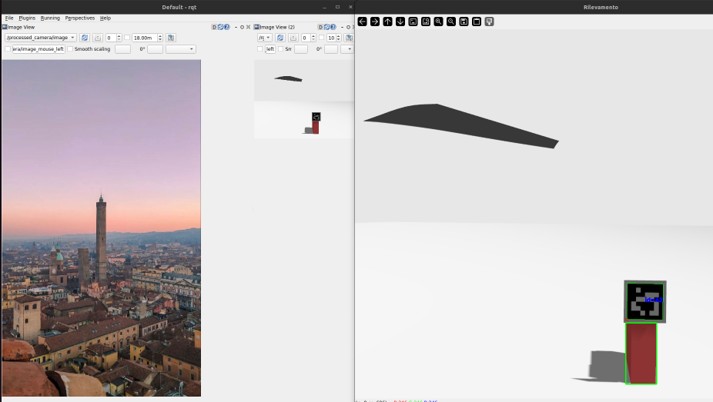 Default - rqt
File Plugins Running Perspectives Help
Image View
/processed_camera/image 0 18.00m
era/image_mouse_left Smooth scaling 0°
Image View (2)
0 10
left 0°
Rilevamento